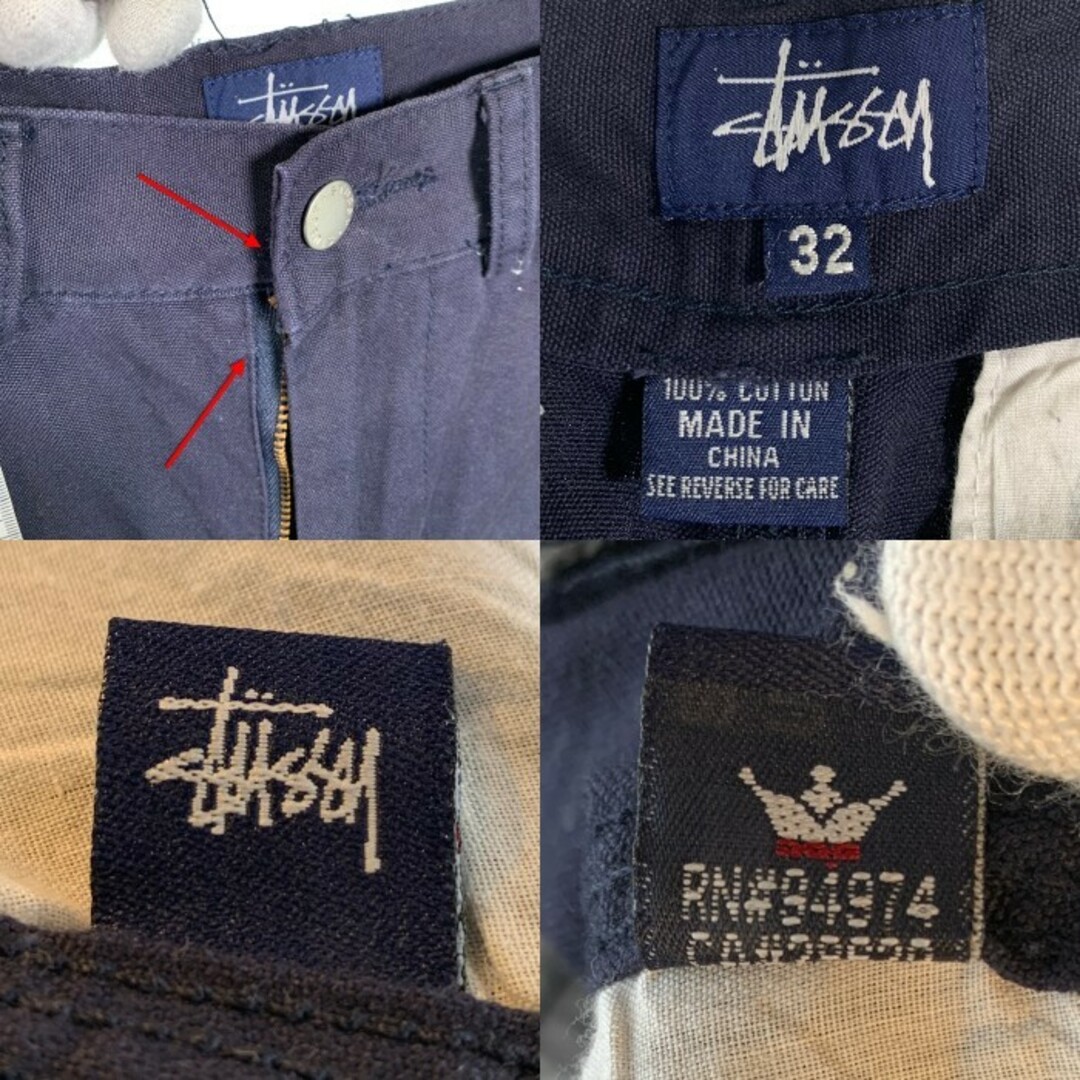 Stüssy
Stüssy
32
100% COTTON
MADE IN
CHINA
SEE REVERSE FOR CARE
Stüssy
RN#94974